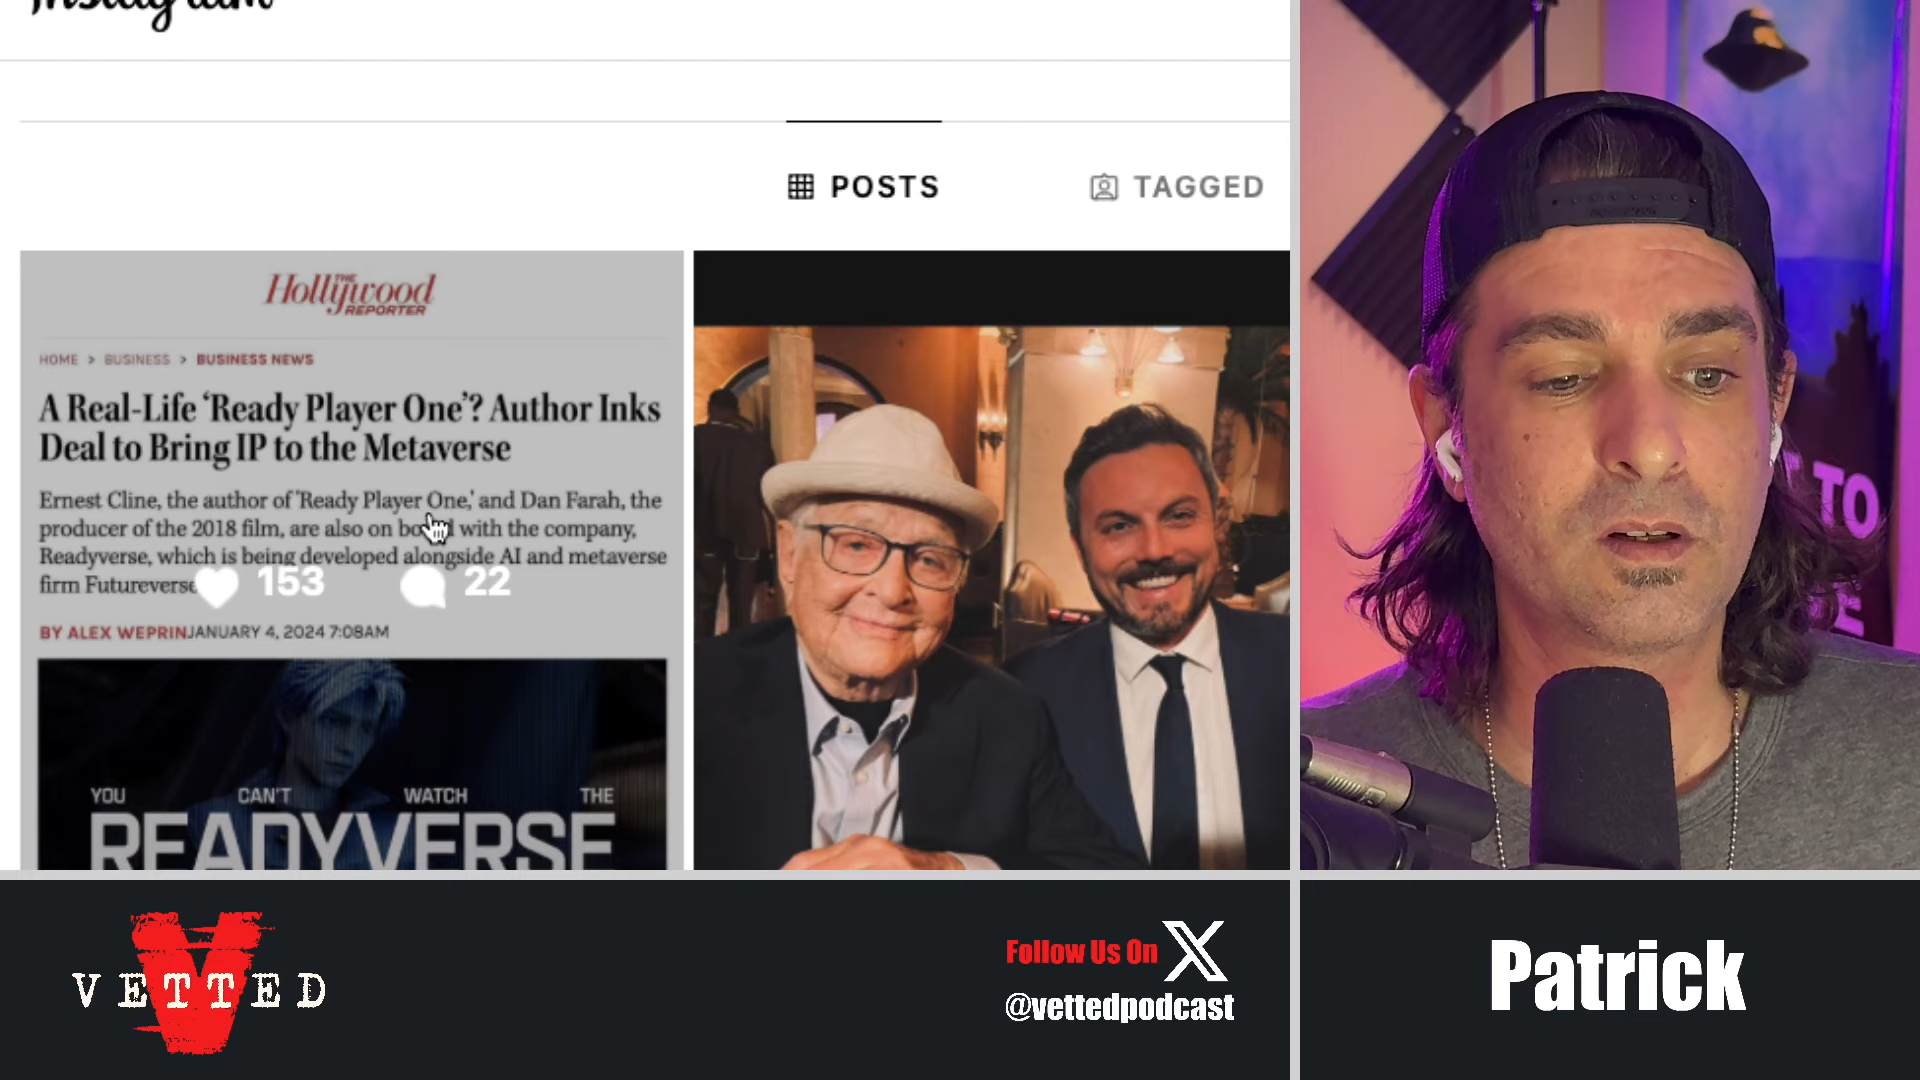 Instagram
POSTS
TAGGED
THE
Hollywood
REPORTER
HOME > BUSINESS > BUSINESS NEWS
A Real-Life ‘Ready Player One’? Author Inks
Deal to Bring IP to the Metaverse
Ernest Cline, the author of 'Ready Player One,' and Dan Farah, the
producer of the 2018 film, are also on board with the company,
Readyverse, which is being developed alongside AI and metaverse
firm Futureverse
153
22
BY ALEX WEPRIN JANUARY 4, 2024 7:08AM
YOU CAN'T WATCH THE
READYVERSE
TO
E
VETTED
Follow Us On X
@vettedpodcast
Patrick